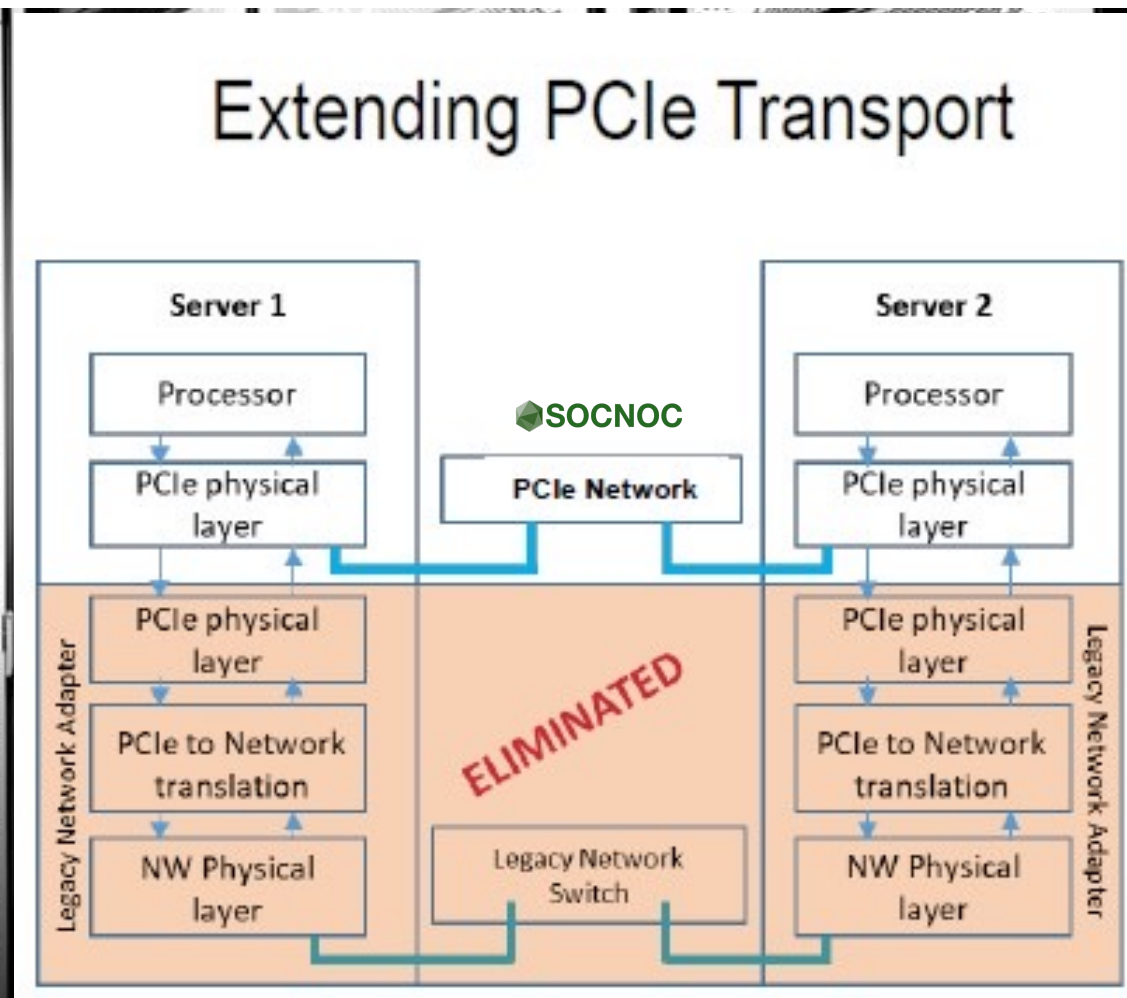 Extending PCIe Transport
Server 1
Processor
PCIe physical
layer
PCIe physical
layer
PCIe to Network
translation
NW Physical
layer
Legacy Network Adapter
SOCNOC
PCIe Network
ELIMINATED
Legacy Network
Switch
Server 2
Processor
PCIe physical
layer
PCIe physical
layer
PCIe to Network
translation
NW Physical
layer
Legacy Network Adapter